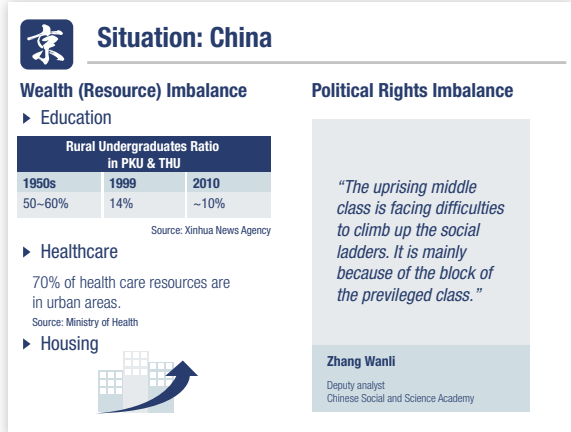 京
Situation: China
Wealth (Resource) Imbalance
Education
Rural Undergraduates Ratio
in PKU & THU
1950s 1999 2010
50~60% 14% ~10%
Source: Xinhua News Agency
Healthcare
70% of health care resources are
in urban areas.
Source: Ministry of Health
Housing
Political Rights Imbalance
“The uprising middle
class is facing difficulties
to climb up the social
ladders. It is mainly
because of the block of
the previleged class.”
Zhang Wanli
Deputy analyst
Chinese Social and Science Academy